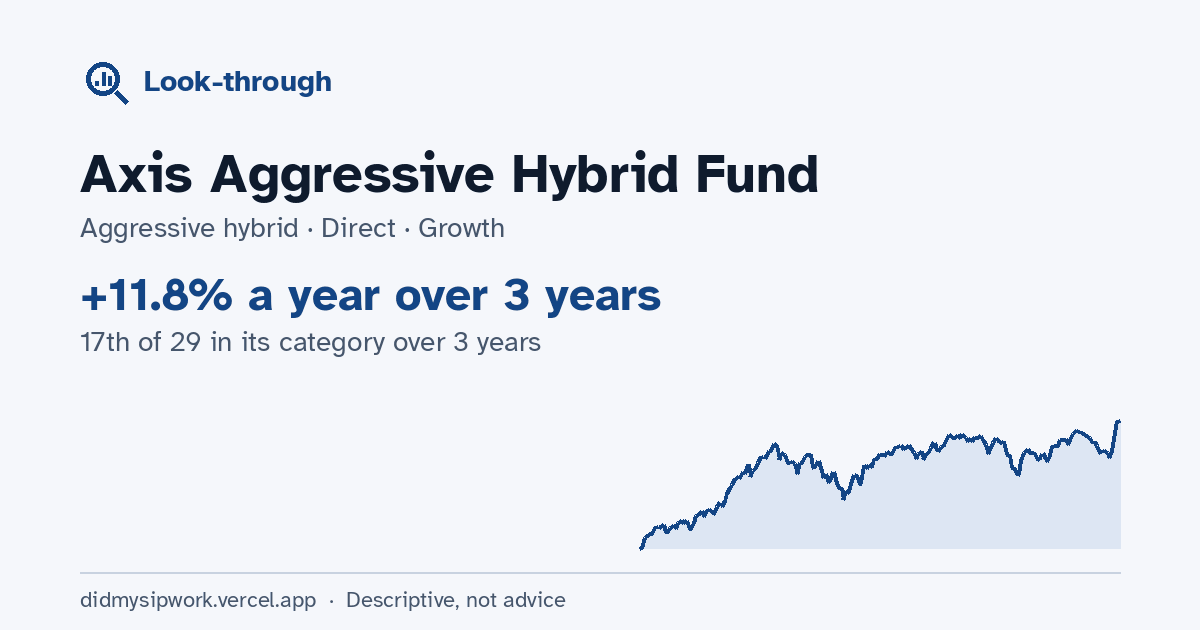 Look-through
Axis Aggressive Hybrid Fund
Aggressive hybrid · Direct · Growth
+11.8% a year over 3 years
17th of 29 in its category over 3 years
didmysipwork.vercel.app · Descriptive, not advice